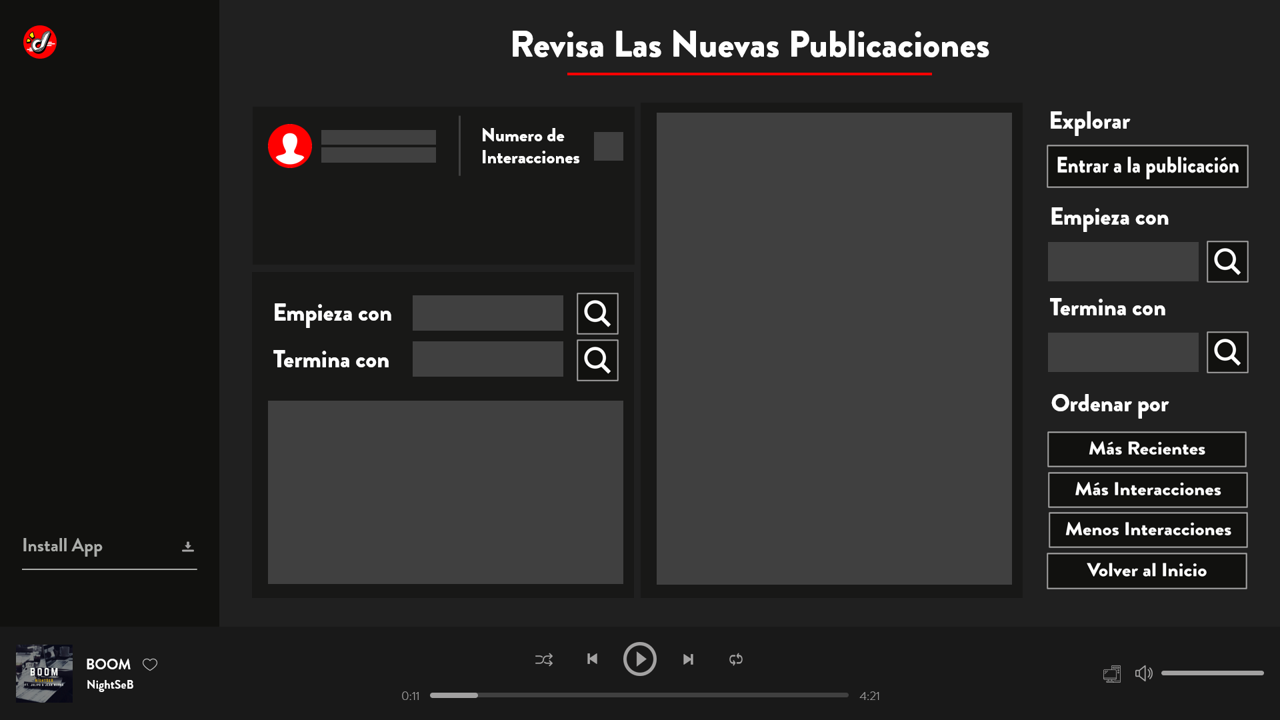 Revisa Las Nuevas Publicaciones
Numero de
Interacciones
Empieza con
Termina con
Explorar
Entrar a la publicación
Empieza con
Termina con
Ordenar por
Más Recientes
Más Interacciones
Menos Interacciones
Volver al Inicio
Install App
BOOM
BOOM
NightSeB
0:11
4:21